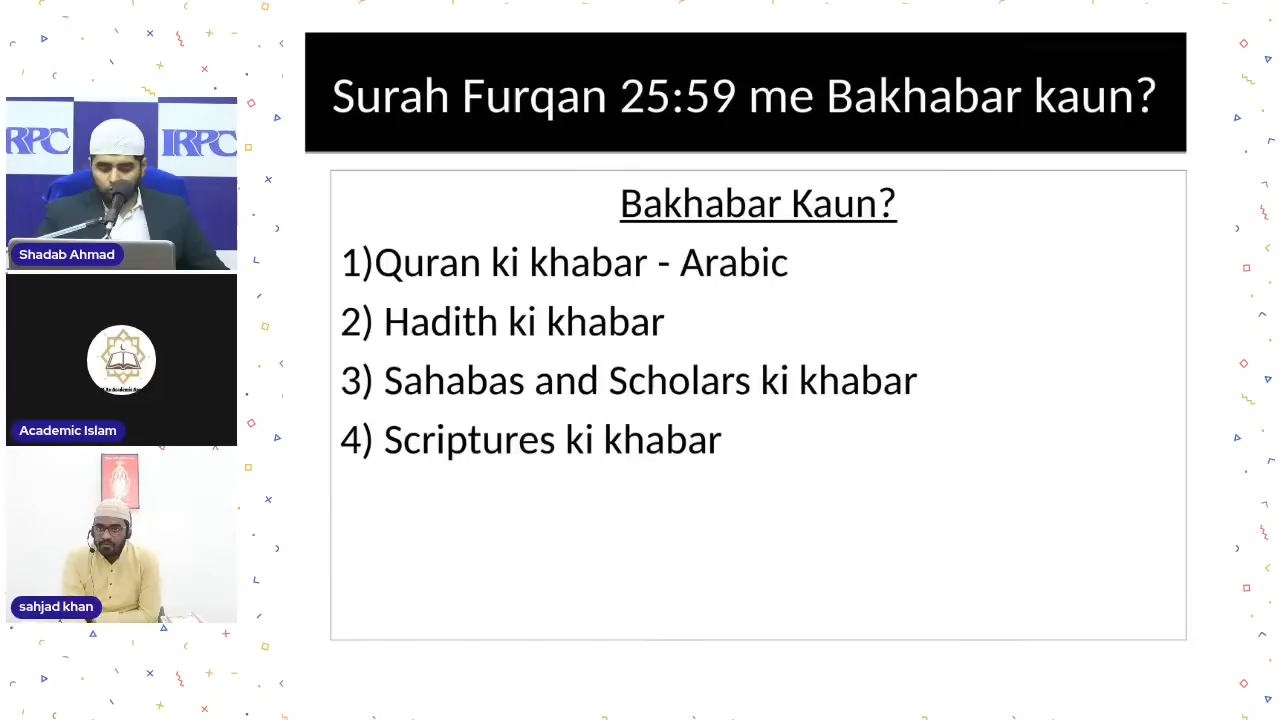 Surah Furqan 25:59 me Bakhabar kaun?
Bakhabar Kaun?
1)Quran ki khabar - Arabic
2) Hadith ki khabar
3) Sahabas and Scholars ki khabar
4) Scriptures ki khabar
RPC
IRPC
Shadab Ahmad
Academic Islam
sahjad khan